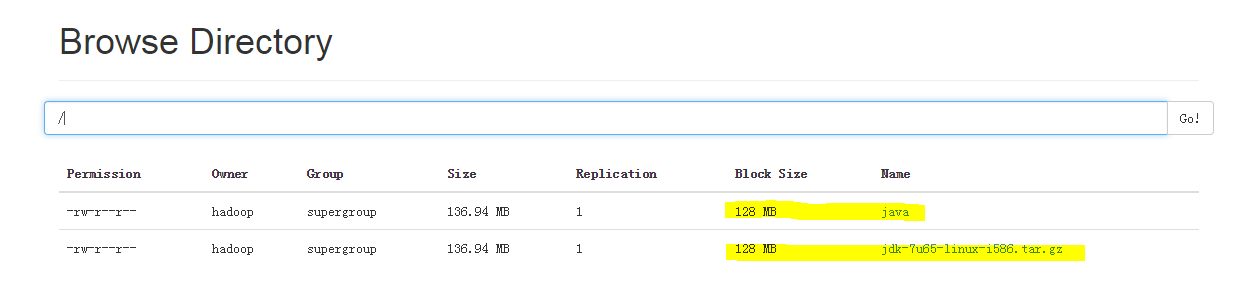 Browse Directory
/
Go!
Permission Owner Group Size Replication Block Size Name
-rw-r--r-- hadoop supergroup 136.94 MB 1 128 MB java
-rw-r--r-- hadoop supergroup 136.94 MB 1 128 MB jdk-7u65-linux-i586.tar.gz